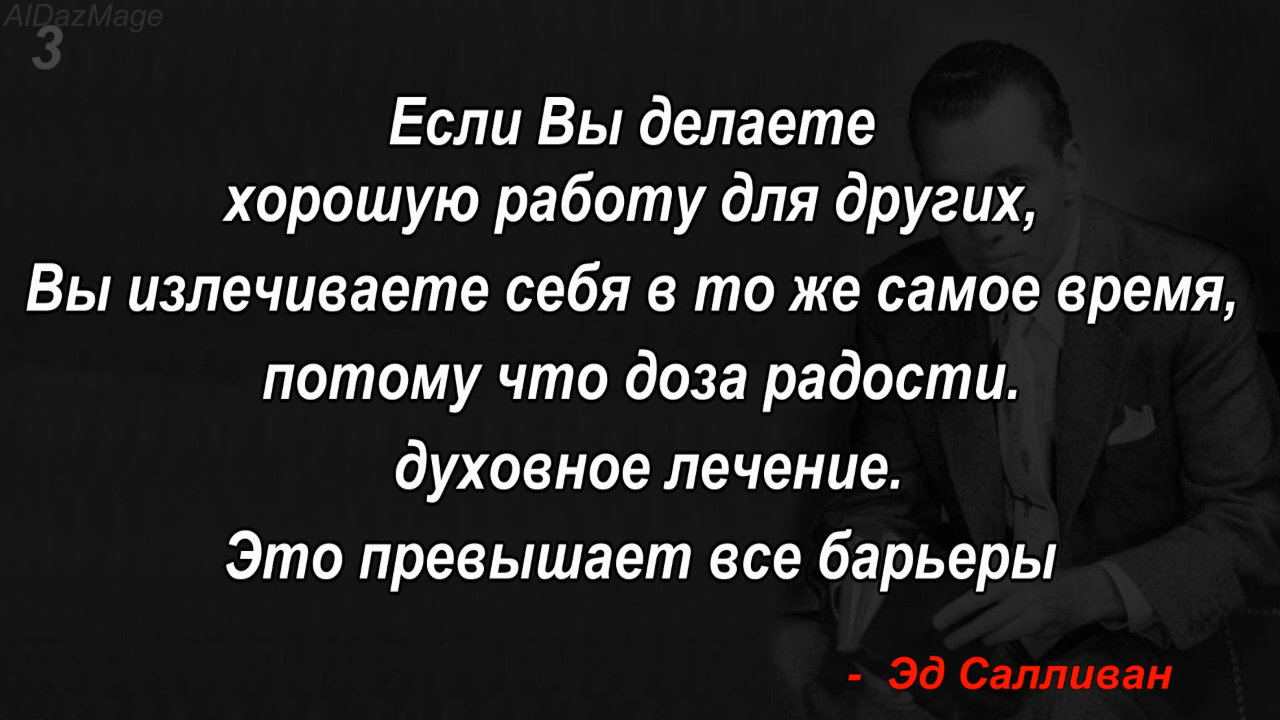 AlDazMage
3
Если Вы делаете
хорошую работу для других,
Вы излечиваете себя в то же самое время,
потому что доза радости.
духовное лечение.
Это превышает все барьеры
- Эд Салливан